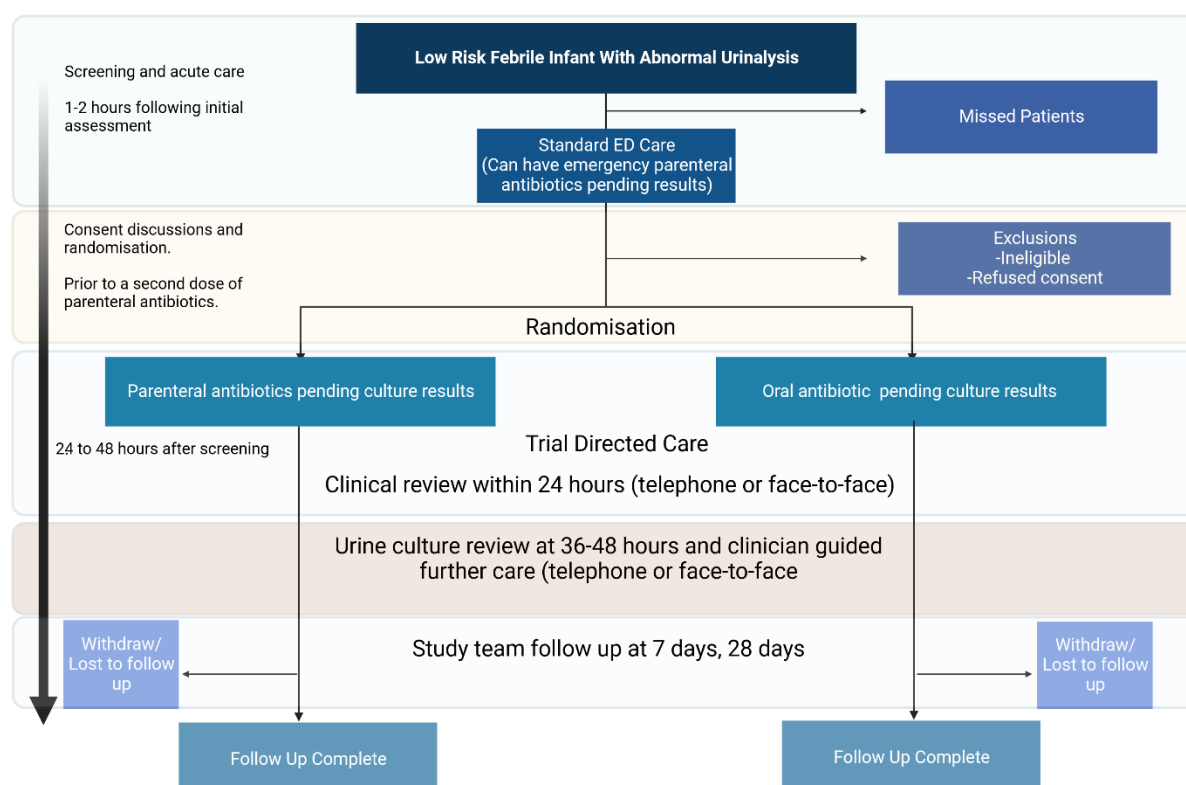 Low Risk Febrile Infant With Abnormal Urinalysis
Screening and acute care
1-2 hours following initial
assessment
Missed Patients
Standard ED Care
(Can have emergency parenteral
antibiotics pending results)
Consent discussions and
randomisation.
Prior to a second dose of
parenteral antibiotics.
Exclusions
-Ineligible
-Refused consent
Randomisation
Parenteral antibiotics pending culture results
Oral antibiotic pending culture results
24 to 48 hours after screening
Trial Directed Care
Clinical review within 24 hours (telephone or face-to-face)
Urine culture review at 36-48 hours and clinician guided
further care (telephone or face-to-face
Withdraw/
Lost to follow
up
Study team follow up at 7 days, 28 days
Withdraw/
Lost to follow
up
Follow Up Complete
Follow Up Complete